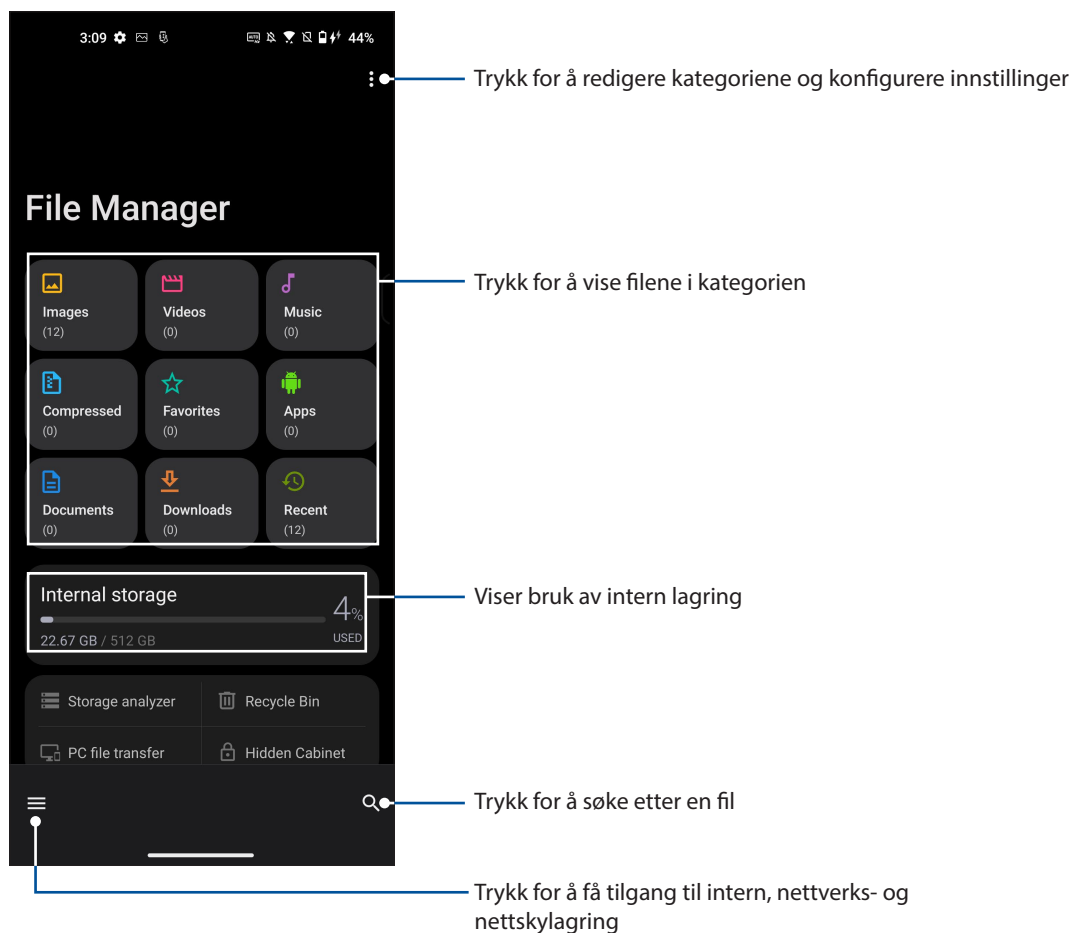 3:09 44%
Trykk for å redigere kategoriene og konfigurere innstillinger
File Manager
Trykk for å vise filene i kategorien
Images Videos Music
(12) (0) (0)
Compressed Favorites Apps
(0) (0) (0)
Documents Downloads Recent
(0) (0) (12)
Internal storage 4%
Viser bruk av intern lagring
22.67 GB / 512 GB USED
Storage analyzer Recycle Bin
PC file transfer Hidden Cabinet
Trykk for å søke etter en fil
Trykk for å få tilgang til intern, nettverks- og
nettskylagring